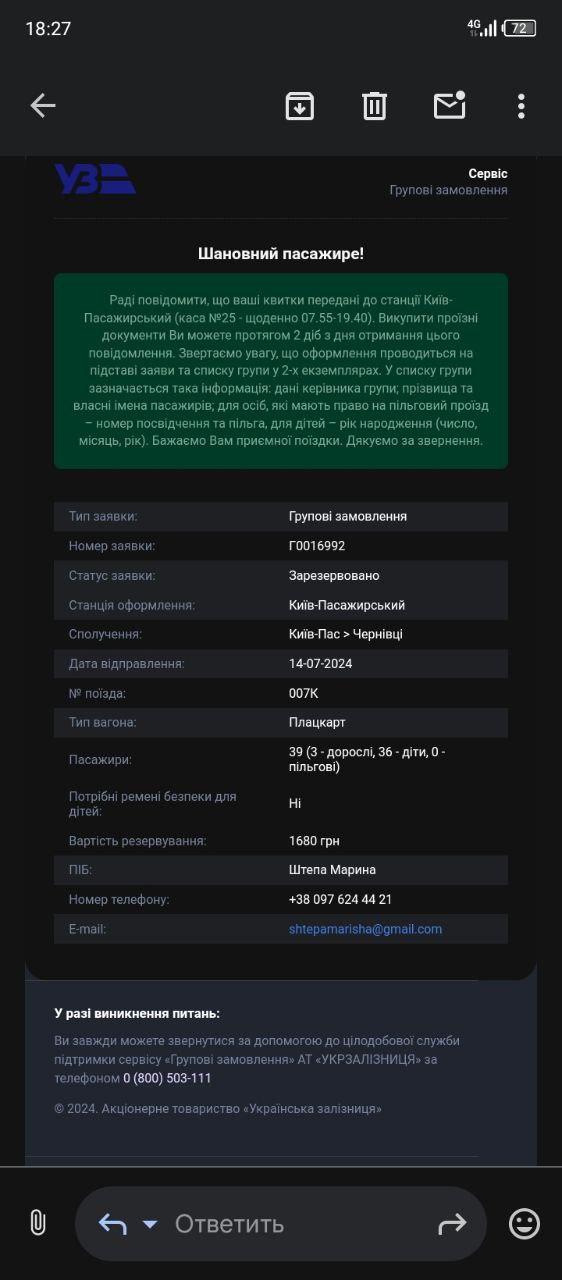 18:27
4G
72
УЗ
Сервіс
Групові замовлення
Шановний пасажире!
Раді повідомити, що ваші квитки передані до станції Київ-
Пасажирський (каса №25 - щоденно 07.55-19.40). Викупити проїзні
документи Ви можете протягом 2 діб з дня отримання цього
повідомлення. Звертаємо увагу, що оформлення проводиться на
підставі заяви та списку групи у 2-х екземплярах. У списку групи
зазначається така інформація: дані керівника групи; прізвища та
власні імена пасажирів; для осіб, які мають право на пільговий проїзд
– номер посвідчення та пільга, для дітей – рік народження (число,
місяць, рік). Бажаємо Вам приємної поїздки. Дякуємо за звернення.
Тип заявки: Групові замовлення
Номер заявки: Г0016992
Статус заявки: Зарезервовано
Станція оформлення: Київ-Пасажирський
Сполучення: Київ-Пас > Чернівці
Дата відправлення: 14-07-2024
№ поїзда: 007К
Тип вагона: Плацкарт
Пасажири: 39 (3 - дорослі, 36 - діти, 0 -
пільгові)
Потрібні ремені безпеки для
дітей: Ні
Вартість резервування: 1680 грн
ПІБ: Штепа Марина
Номер телефону: +38 097 624 44 21
E-mail: shtepamarisha@gmail.com
У разі виникнення питань:
Ви завжди можете звернутися за допомогою до цілодобової служби
підтримки сервісу «Групові замовлення» АТ «УКРЗАЛІЗНИЦЯ» за
телефоном 0 (800) 503-111
© 2024. Акціонерне товариство «Українська залізниця»
Ответить